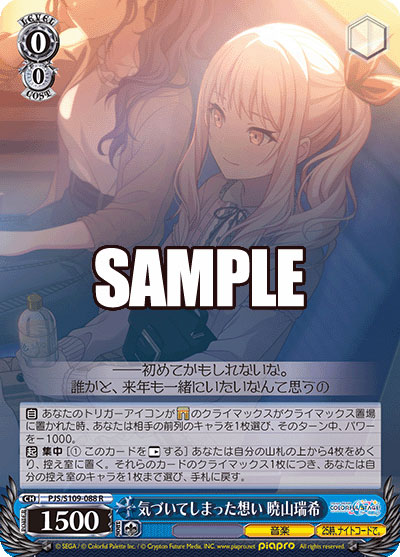 LEVEL
0
0
COST
SAMPLE
――初めてかもしれないな。
誰かと、来年も一緒にいたいなんて思うの
自 あなたのトリガーアイコンが のクライマックスがクライマックス置場
に置かれた時、あなたは相手の前列のキャラを1枚選び、そのターン中、パワ
ーを－1000。
起 集中 [① このカードを する] あなたは自分の山札の上から4枚をめく
り、控え室に置く。それらのカードのクライマックス1枚につき、あなたは自
分の控え室のキャラを1枚まで選び、手札に戻す。
CH PJS/S109-088 R
1500
気づいてしまった想い 暁山瑞希
音楽
25時、ナイトコードで。
COLORFUL STAGE!
© SEGA / © Colorful Palette Inc. / © Crypton Future Media, INC. www.piapro.net piapro All rights reserved.